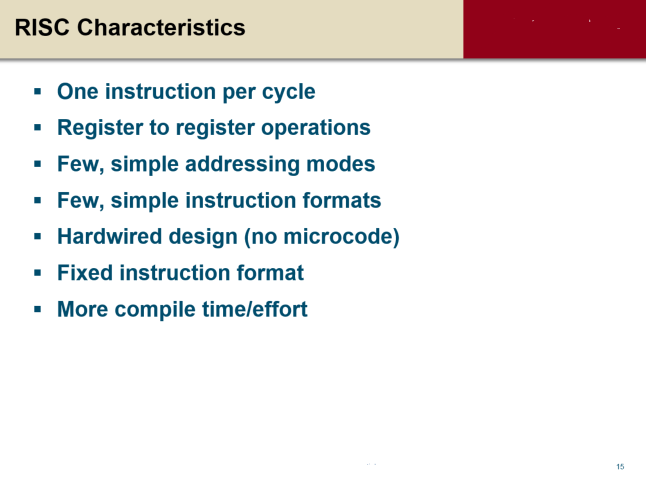 RISC Characteristics
▪ One instruction per cycle
▪ Register to register operations
▪ Few, simple addressing modes
▪ Few, simple instruction formats
▪ Hardwired design (no microcode)
▪ Fixed instruction format
▪ More compile time/effort
15